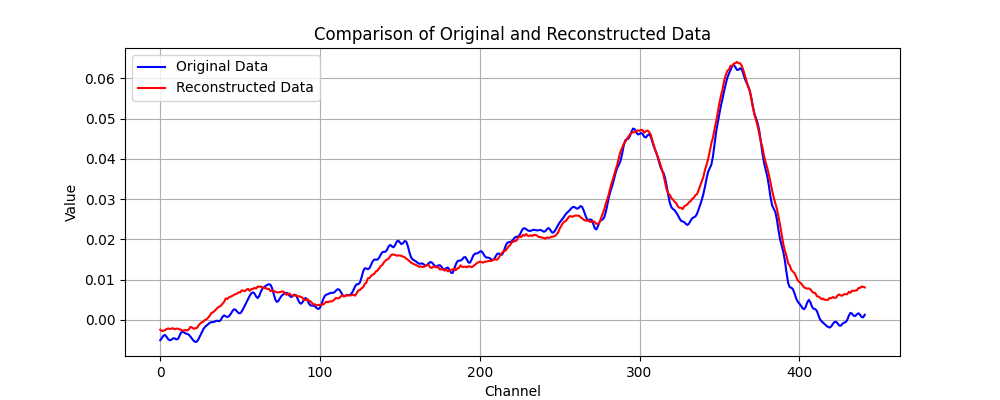 Comparison of Original and Reconstructed Data
Original Data
Reconstructed Data
Value
0.06
0.05
0.04
0.03
0.02
0.01
0.00
0 100 200 300 400
Channel